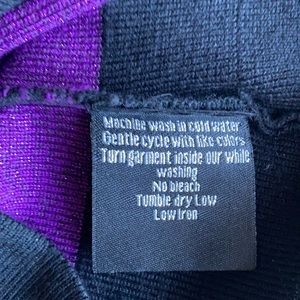 Machine wash in cold water
Gentle cycle with like colors
Turn garment inside our while
washing
No bleach
Tumble dry Low
Low Iron